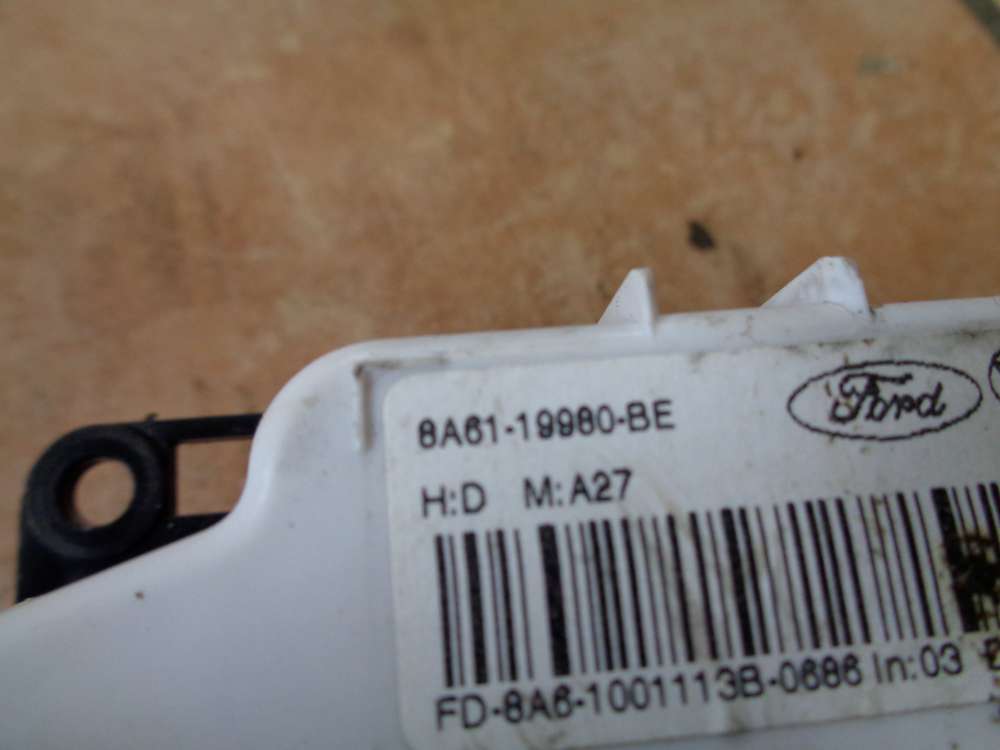 8A61-19980-BE
Ford
H:D M:A27
FD-8A6-1001113B-0686 In:03